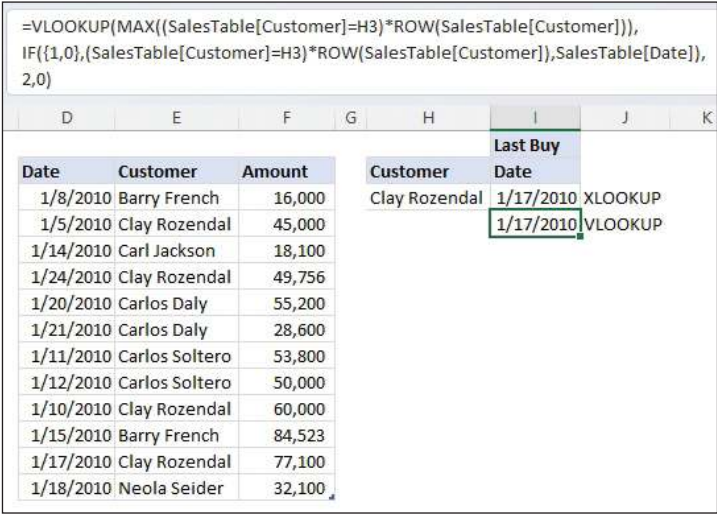 =VLOOKUP(MAX((SalesTable[Customer]=H3)*ROW(SalesTable[Customer])),
IF({1,0},(SalesTable[Customer]=H3)*ROW(SalesTable[Customer]),SalesTable[Date]),
2,0)
D E F G H I J K
Last Buy
Date Customer Amount Customer Date
1/8/2010 Barry French 16,000 Clay Rozendal 1/17/2010 XLOOKUP
1/5/2010 Clay Rozendal 45,000 1/17/2010 VLOOKUP
1/14/2010 Carl Jackson 18,100
1/24/2010 Clay Rozendal 49,756
1/20/2010 Carlos Daly 55,200
1/21/2010 Carlos Daly 28,600
1/11/2010 Carlos Soltero 53,800
1/12/2010 Carlos Soltero 50,000
1/10/2010 Clay Rozendal 60,000
1/15/2010 Barry French 84,523
1/17/2010 Clay Rozendal 77,100
1/18/2010 Neola Seider 32,100